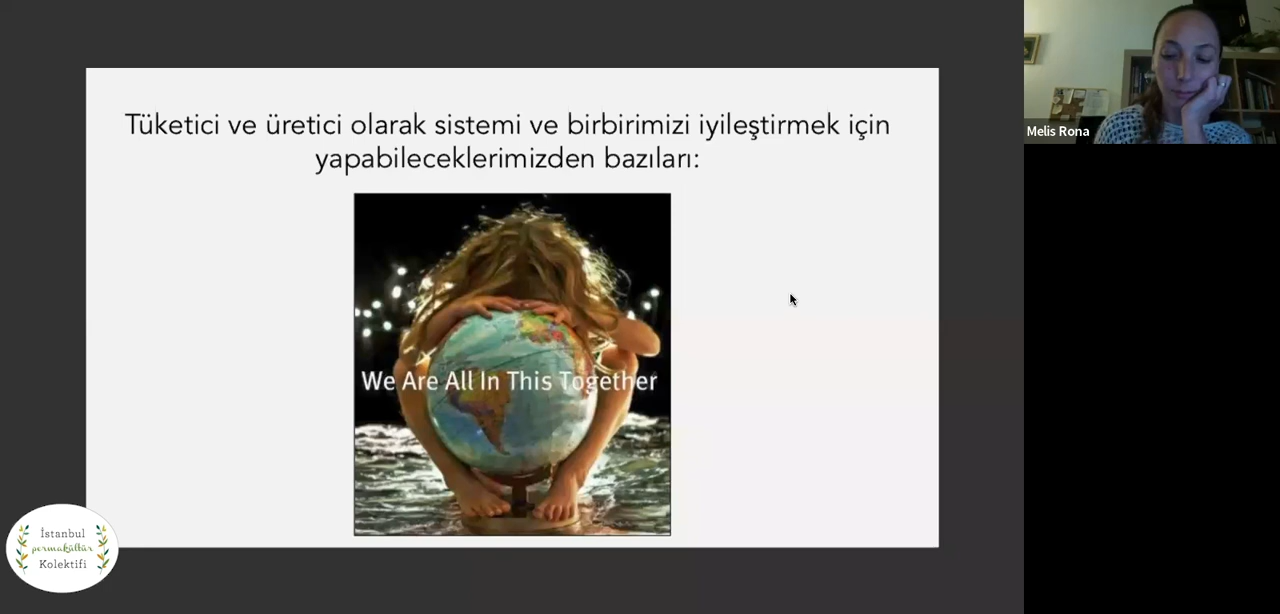 Tüketici ve üretici olarak sistemi ve birbirimizi iyileştirmek için
yapabileceklerimizden bazıları:
We Are All In This Together
Melis Rona
İstanbul
permakültür
Kolektifi